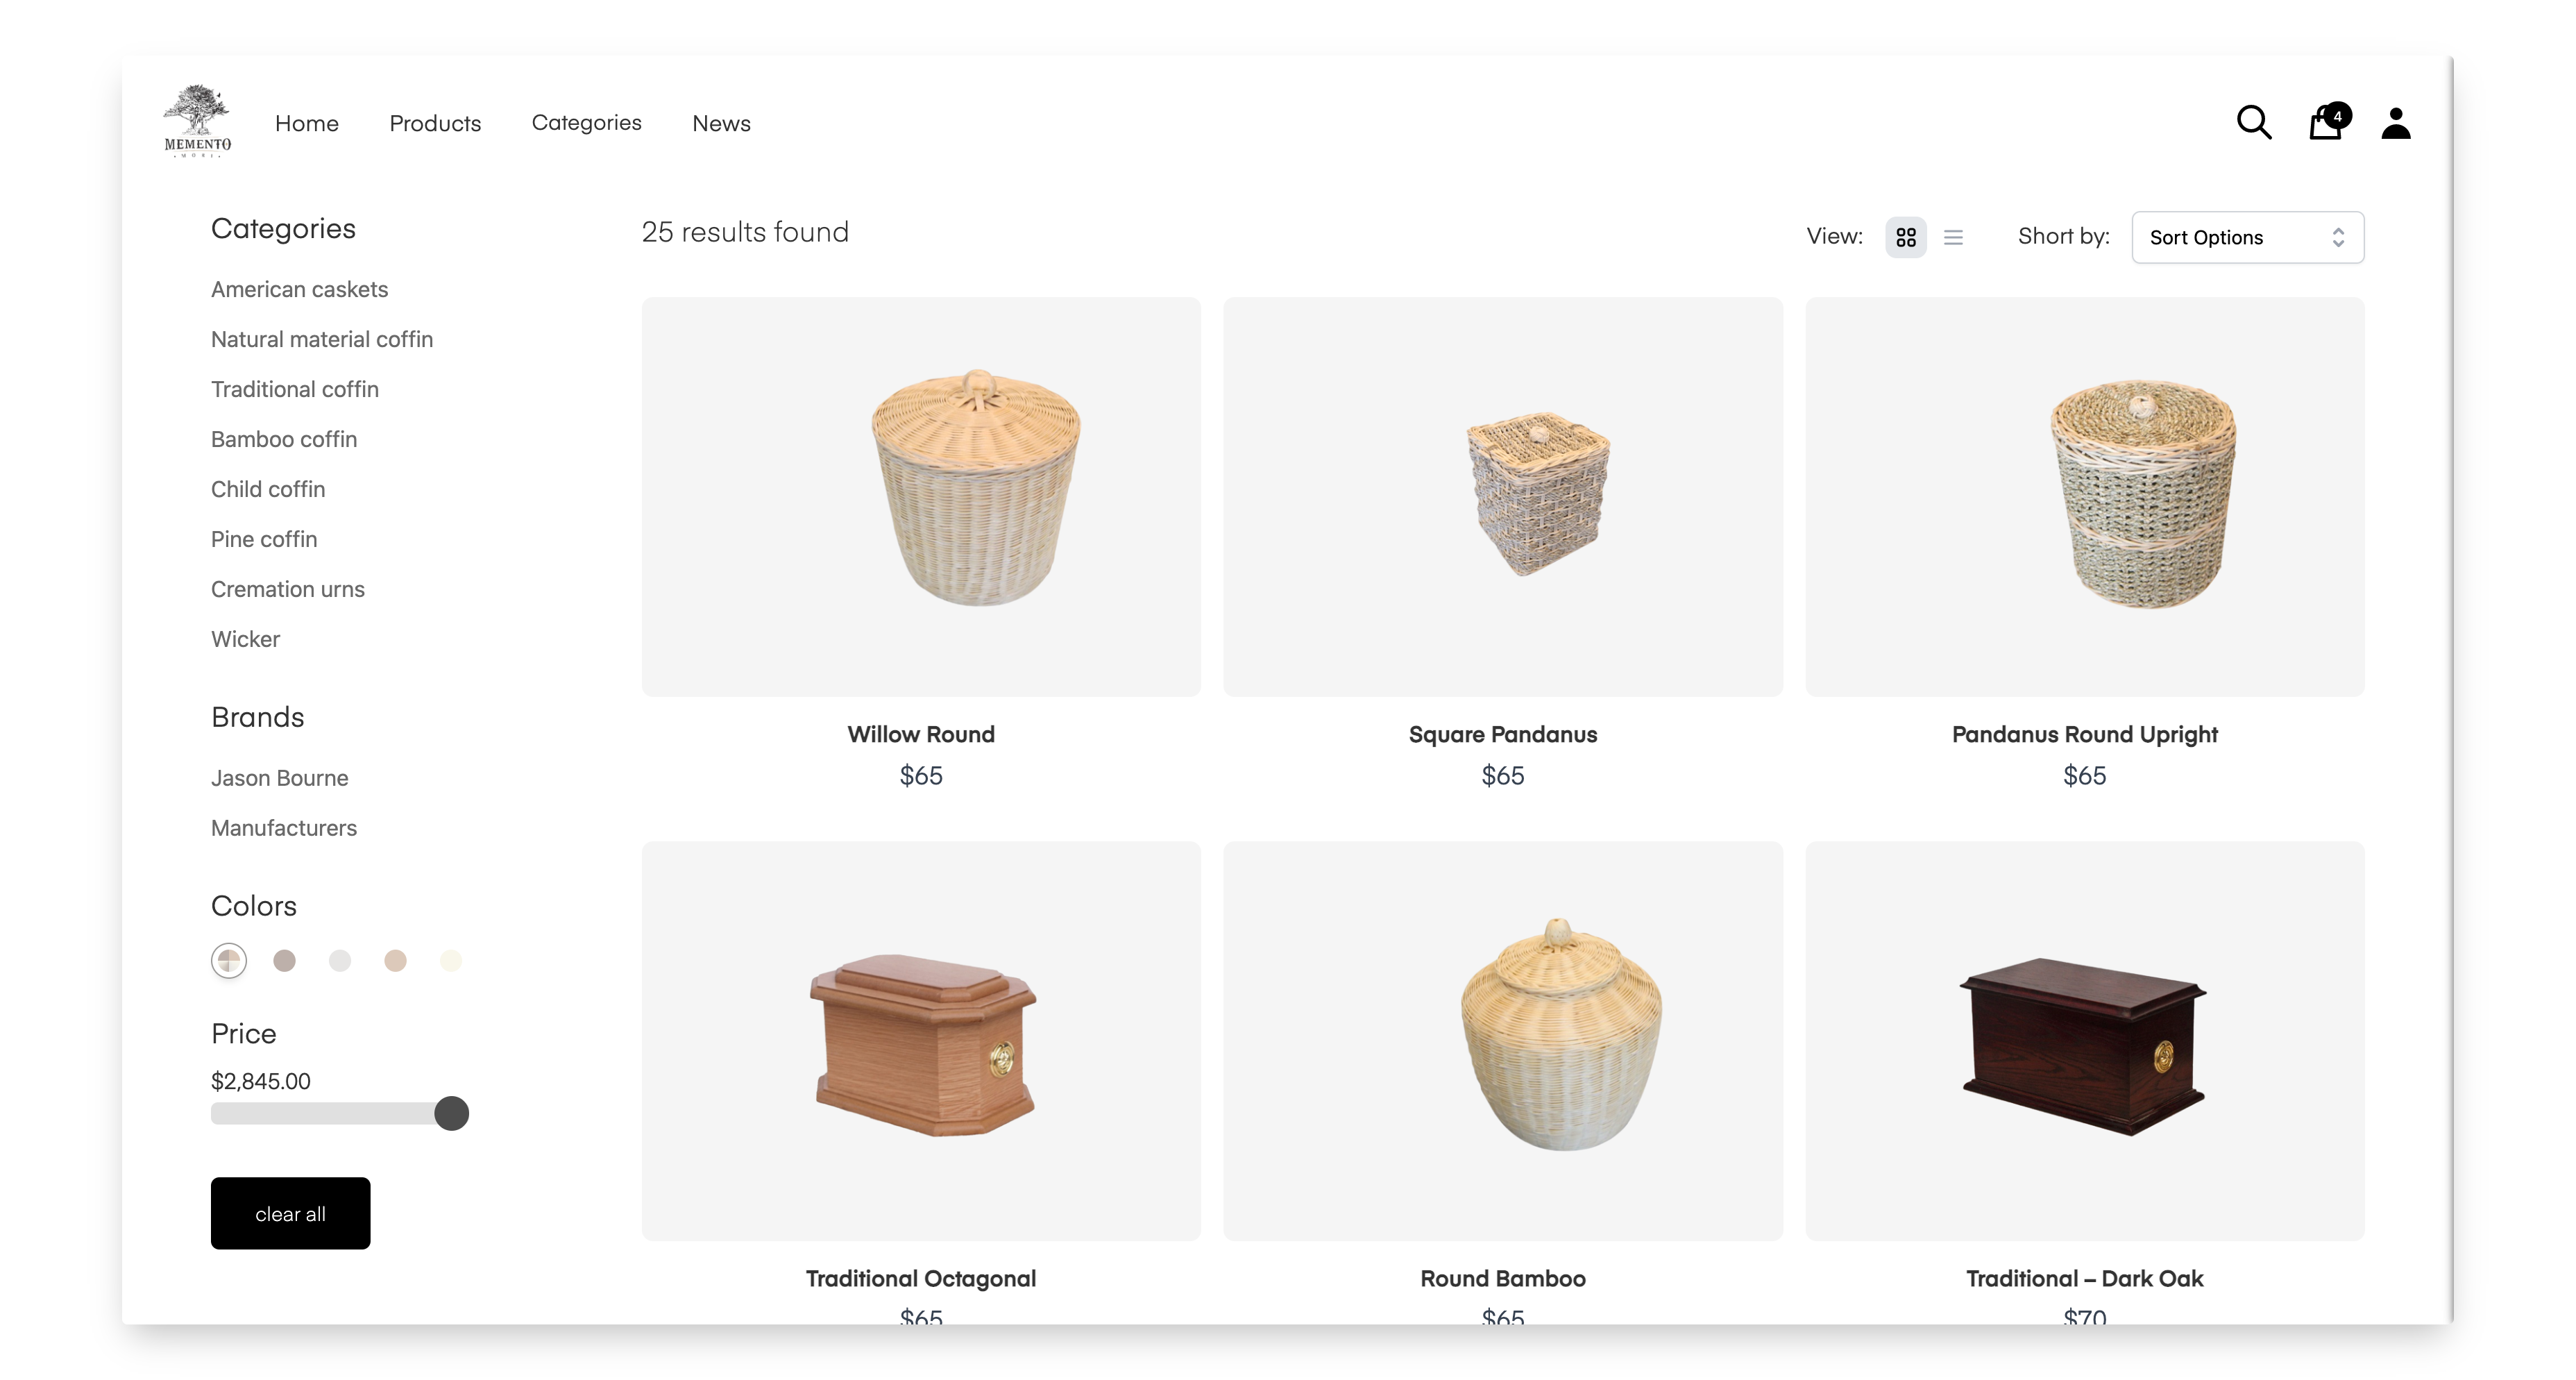 MEMENTO
MORI
Home
Products
Categories
News
4
Categories
American caskets
Natural material coffin
Traditional coffin
Bamboo coffin
Child coffin
Pine coffin
Cremation urns
Wicker
Brands
Jason Bourne
Manufacturers
Colors
Price
$2,845.00
clear all
25 results found
View:
Short by:
Sort Options
Willow Round
$65
Square Pandanus
$65
Pandanus Round Upright
$65
Traditional Octagonal
$65
Round Bamboo
$65
Traditional – Dark Oak
$70